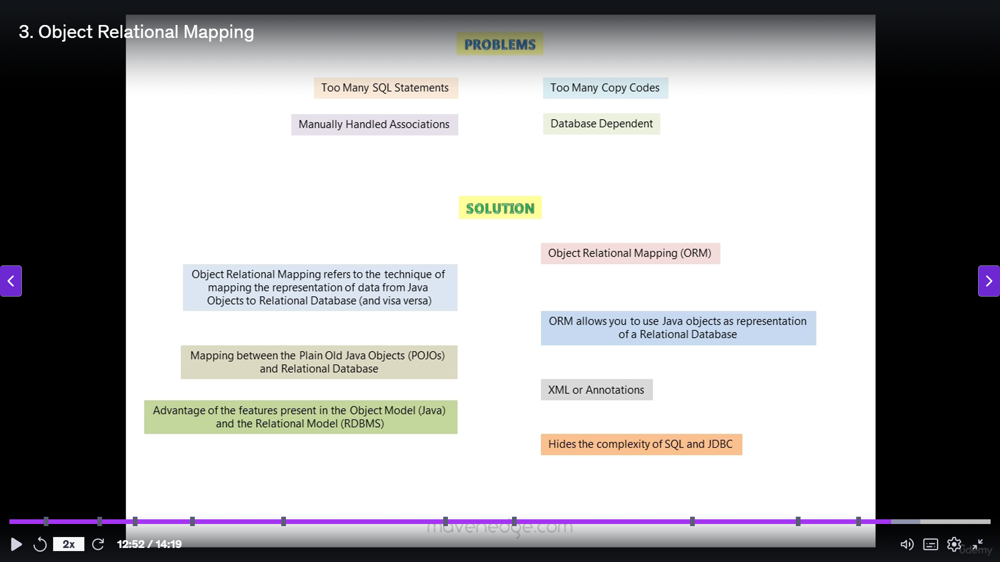 3. Object Relational Mapping
PROBLEMS
Too Many SQL Statements
Too Many Copy Codes
Manually Handled Associations
Database Dependent
SOLUTION
Object Relational Mapping (ORM)
Object Relational Mapping refers to the technique of
mapping the representation of data from Java
Objects to Relational Database (and visa versa)
ORM allows you to use Java objects as representation
of a Relational Database
Mapping between the Plain Old Java Objects (POJOs)
and Relational Database
XML or Annotations
Advantage of the features present in the Object Model (Java)
and the Relational Model (RDBMS)
Hides the complexity of SQL and JDBC
mavenedge.com
2x
12:52 / 14:19
udemy